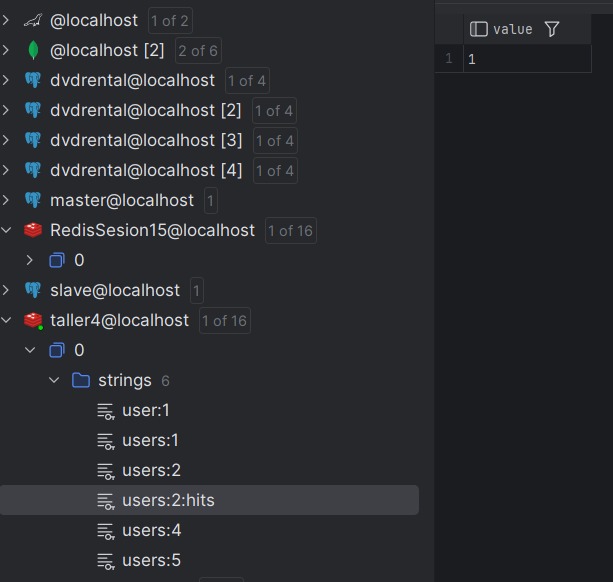 @localhost 1 of 2
@localhost [2] 2 of 6
dvdrental@localhost 1 of 4
dvdrental@localhost [2] 1 of 4
dvdrental@localhost [3] 1 of 4
dvdrental@localhost [4] 1 of 4
master@localhost 1
RedisSesion15@localhost 1 of 16
0
slave@localhost 1
taller4@localhost 1 of 16
0
strings 6
user:1
users:1
users:2
users:2:hits
users:4
users:5
value
1 1